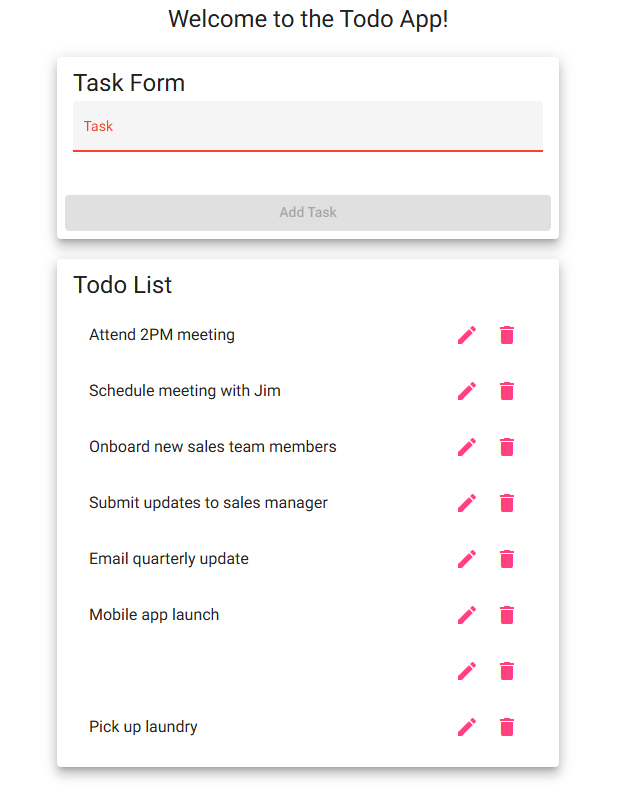 Welcome to the Todo App!
Task Form
Task
Add Task
Todo List
Attend 2PM meeting
Schedule meeting with Jim
Onboard new sales team members
Submit updates to sales manager
Email quarterly update
Mobile app launch
Pick up laundry